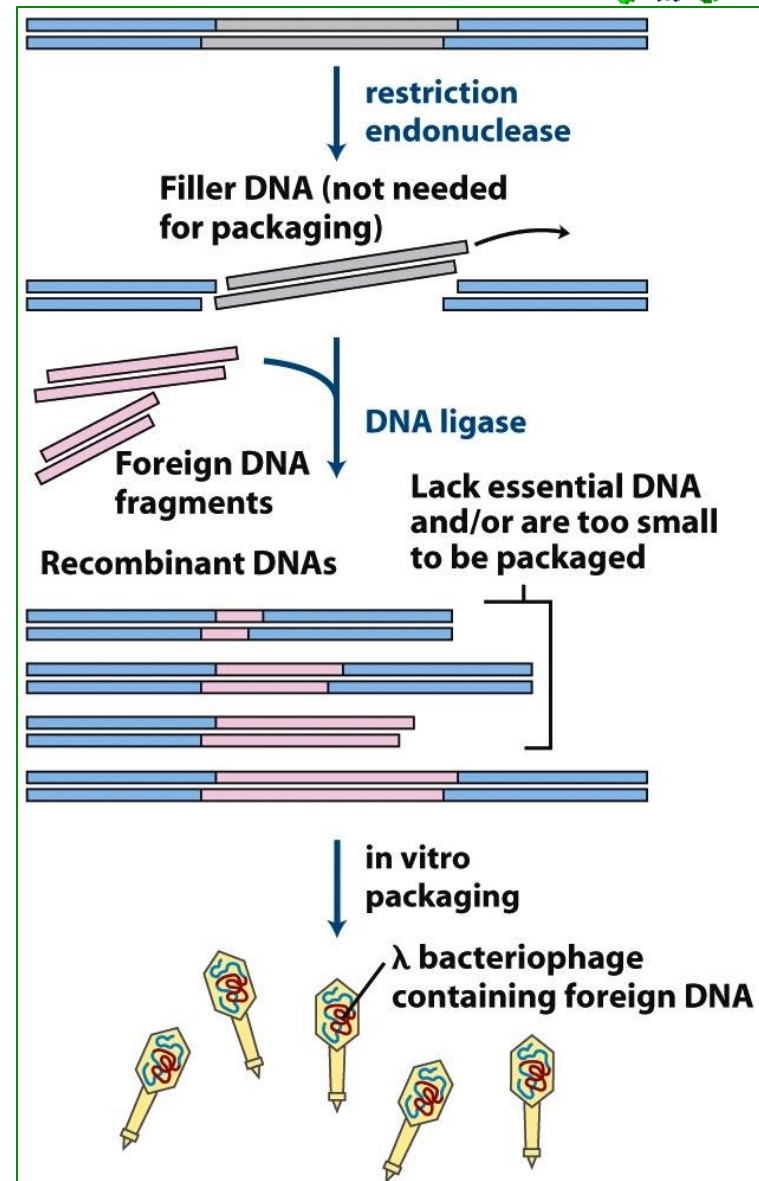 restriction
endonuclease
Filler DNA (not needed
for packaging)
DNA ligase
Foreign DNA
fragments
Lack essential DNA
and/or are too small
to be packaged
Recombinant DNAs
in vitro
packaging
λ bacteriophage
containing foreign DNA